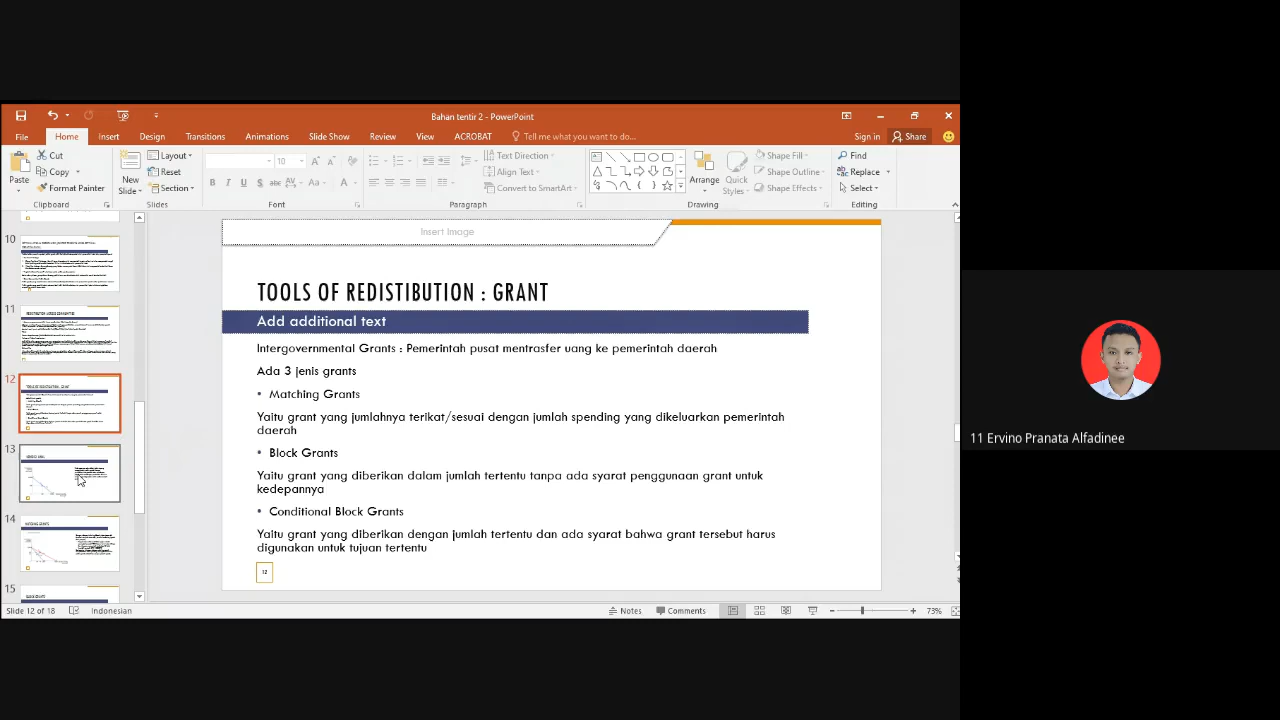 Bahan tentir 2 - PowerPoint
File Home Insert Design Transitions Animations Slide Show Review View ACROBAT Tell me what you want to do... Sign in Share
Paste Cut Copy Format Painter
Clipboard
New Slide Layout Reset Section
Slides
10
Font
Text Direction Align Text Convert to SmartArt
Paragraph
Arrange Quick Styles Shape Fill Shape Outline Shape Effects
Drawing
Find Replace Select
Editing
10
11
12
13
14
15
Insert Image
TOOLS OF REDISTIBUTION : GRANT
Add additional text
Intergovernmental Grants : Pemerintah pusat mentrasfer uang ke pemerintah daerah
Ada 3 jenis grants
• Matching Grants
Yaitu grant yang jumlahnya terikat/sesuai dengan jumlah spending yang dikeluarkan pemerintah
daerah
• Block Grants
Yaitu grant yang diberikan dalam jumlah tertentu tanpa ada syarat penggunaan grant untuk
kedepannya
• Conditional Block Grants
Yaitu grant yang diberikan dengan jumlah tertentu dan ada syarat bahwa grant tersebut harus
digunakan untuk tujuan tertentu
12
Slide 12 of 18 Indonesian Notes Comments 73%
11 Ervino Pranata Alfadinee